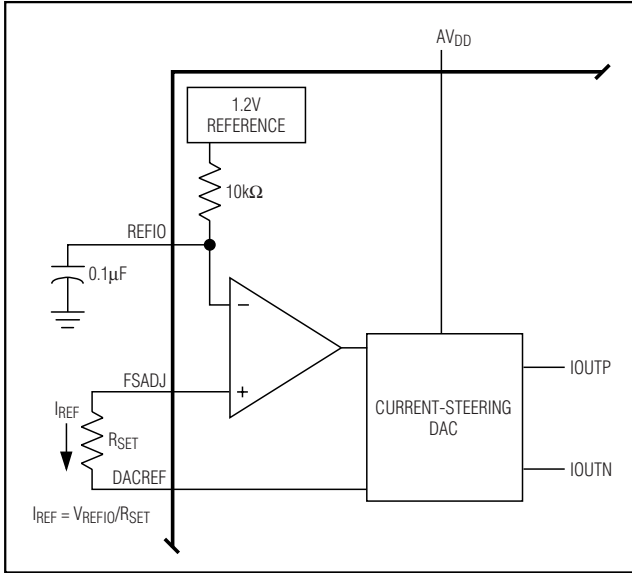 AVDD
1.2V
REFERENCE
10kΩ
REFIO
0.1μF
−
FSADJ
+
IREF
RSET
CURRENT-STEERING
DAC
IOUTP
IOUTN
DACREF
IREF = VREFIO/RSET